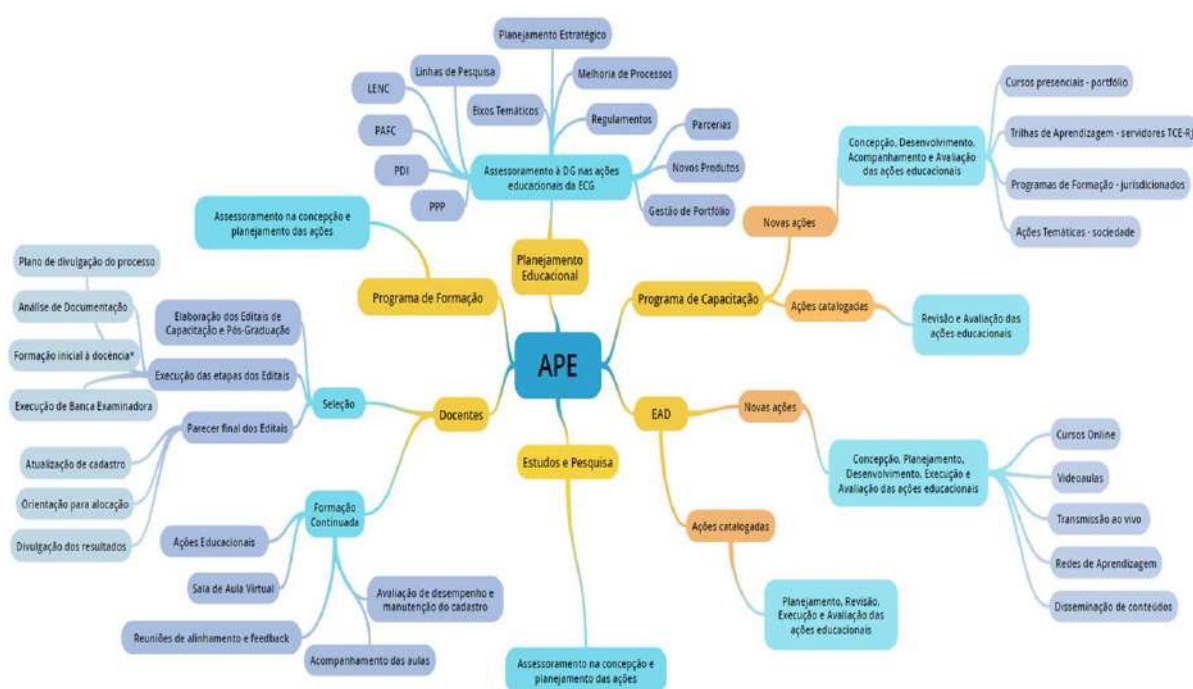 Planejamento Estratégico
Linhas de Pesquisa
Melhoria de Processos
LENC
Eixos Temáticos
Regulamentos
PAFC
Parcerias
Assessoramento à DG nas ações
educacionais da ECG
PDI
Novos Produtos
PPP
Gestão de Portfólio
Planejamento
Educacional
Assessoramento na concepção e
planejamento das ações
Programa de Formação
Programa de Capacitação
Novas ações
Concepção, Desenvolvimento,
Acompanhamento e Avaliação
das ações educacionais
Cursos presenciais - portfólio
Trilhas de Aprendizagem - servidores TCE-RJ
Programas de Formação - jurisdicionados
Ações Temáticas - sociedade
Ações catalogadas
Revisão e Avaliação das
ações educacionais
APE
Plano de divulgação do processo
Análise de Documentação
Formação inicial à docência*
Execução de Banca Examinadora
Elaboração dos Editais de
Capacitação e Pós-Graduação
Execução das etapas dos Editais
Seleção
Docentes
Parecer final dos Editais
Atualização de cadastro
Orientação para alocação
Divulgação dos resultados
Formação
Continuada
Ações Educacionais
Sala de Aula Virtual
Reuniões de alinhamento e feedback
Acompanhamento das aulas
Avaliação de desempenho e
manutenção do cadastro
Estudos e Pesquisa
Assessoramento na concepção e
planejamento das ações
EAD
Novas ações
Concepção, Planejamento,
Desenvolvimento, Execução e
Avaliação das ações educacionais
Cursos Online
Videoaulas
Transmissão ao vivo
Redes de Aprendizagem
Disseminação de conteúdos
Ações catalogadas
Planejamento, Revisão,
Execução e Avaliação das
ações educacionais